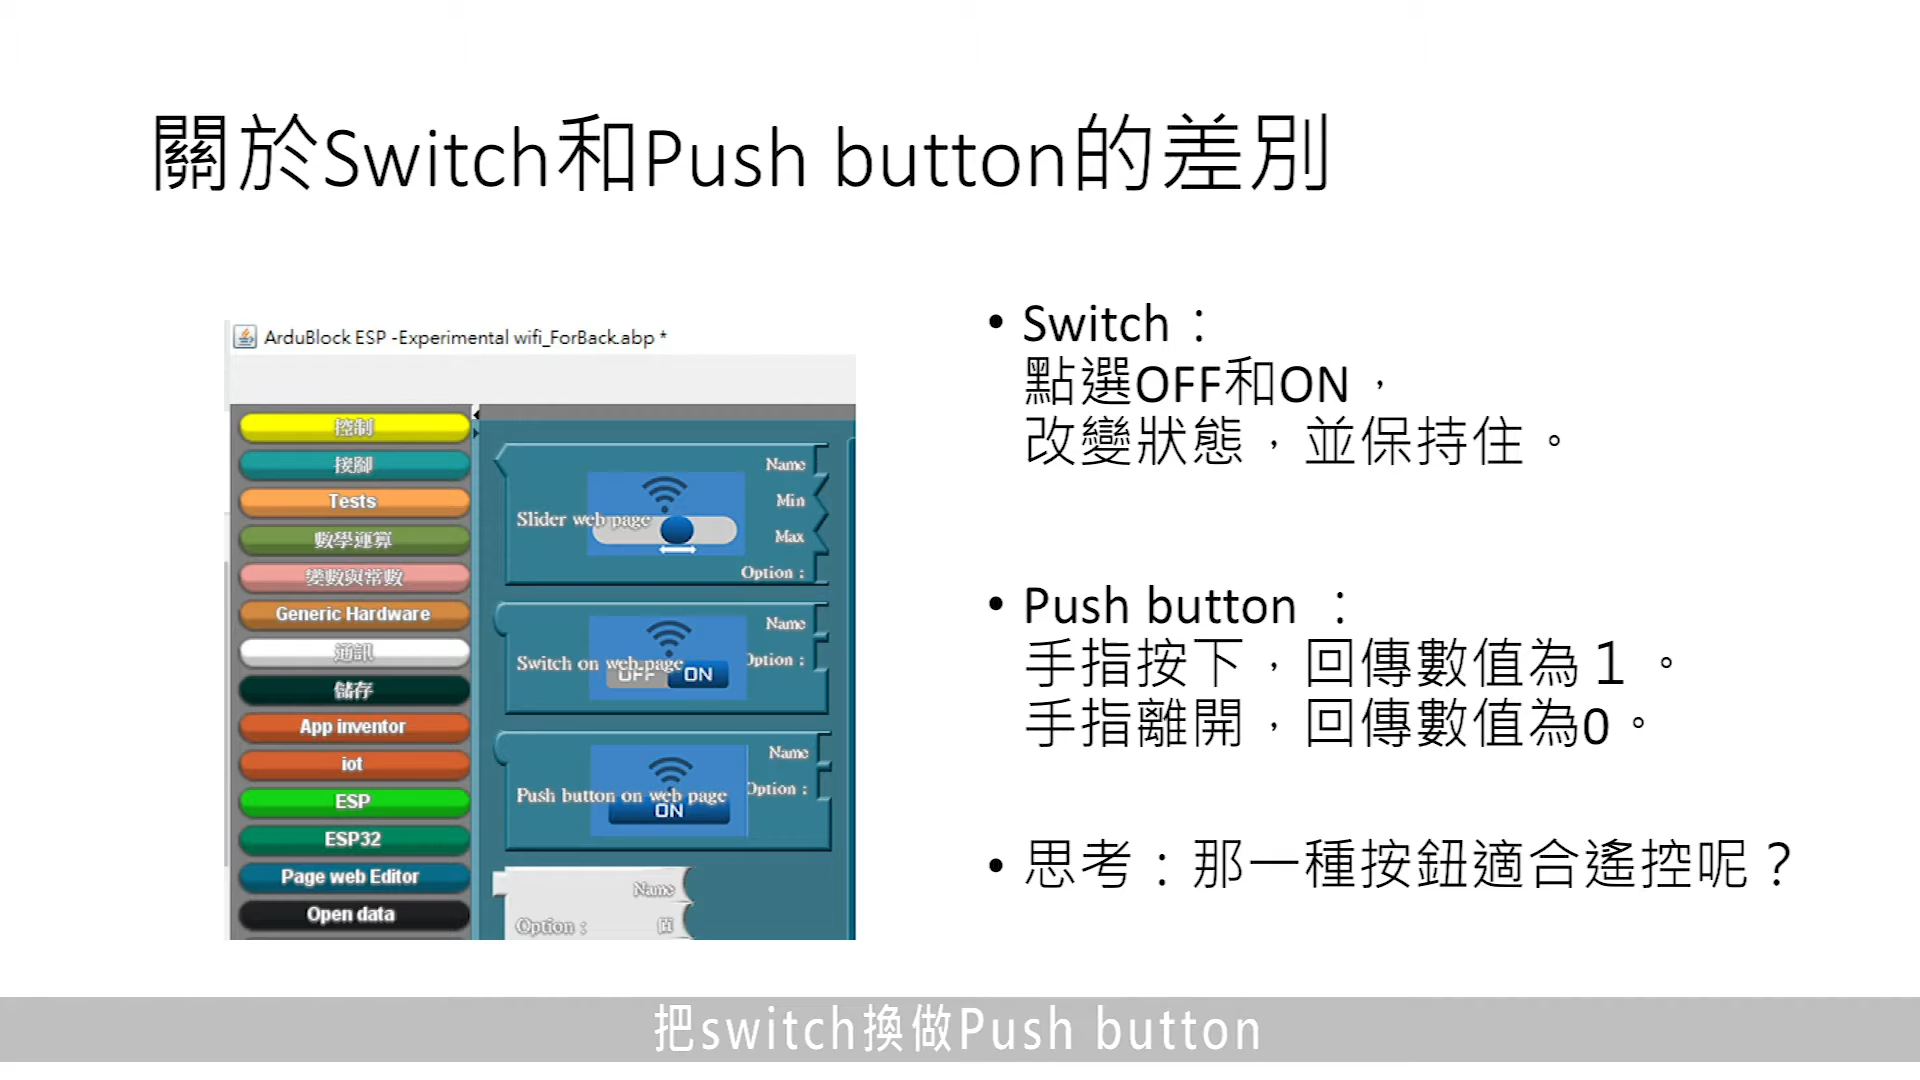 關於Switch和Push button的差別
ArduBlock ESP -Experimental wifi_ForBack.abp *
控制
接腳
Tests
數學運算
變數與常數
Generic Hardware
通訊
儲存
App inventor
iot
ESP
ESP32
Page web Editor
Open data
Slider web page
Name
Min
Max
Option :
Switch on web page
OFF ON
Name
Option :
Push button on web page
ON
Name
Option :
Name
Option :
• Switch：
點選OFF和ON，
改變狀態，並保持住。
• Push button ：
手指按下，回傳數值為1。
手指離開，回傳數值為0。
• 思考：那一種按鈕適合遙控呢？
把switch換做Push button